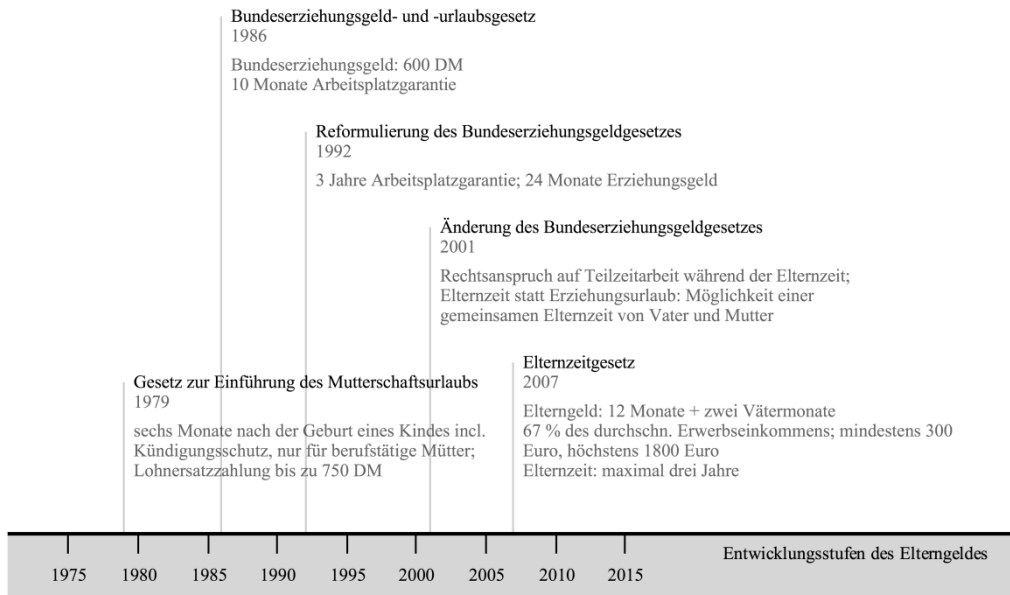 Bundeserziehungsgeld- und -urlaubsgesetz
1986
Bundeserziehungsgeld: 600 DM
10 Monate Arbeitsplatzgarantie
Reformulierung des Bundeserziehungsgeldgesetzes
1992
3 Jahre Arbeitsplatzgarantie; 24 Monate Erziehungsgeld
Änderung des Bundeserziehungsgeldgesetzes
2001
Rechtsanspruch auf Teilzeitarbeit während der Elternzeit;
Elternzeit statt Erziehungsurlaub: Möglichkeit einer
gemeinsamen Elternzeit von Vater und Mutter
Gesetz zur Einführung des Mutterschaftsurlaubs
1979
sechs Monate nach der Geburt eines Kindes incl.
Kündigungsschutz, nur für berufstätige Mütter;
Lohnersatzzahlung bis zu 750 DM
Elternzeitgesetz
2007
Elterngeld: 12 Monate + zwei Vätermonate
67 % des durchschn. Erwerbseinkommens; mindestens 300
Euro, höchstens 1800 Euro
Elternzeit: maximal drei Jahre
Entwicklungsstufen des Elterngeldes
1975 1980 1985 1990 1995 2000 2005 2010 2015